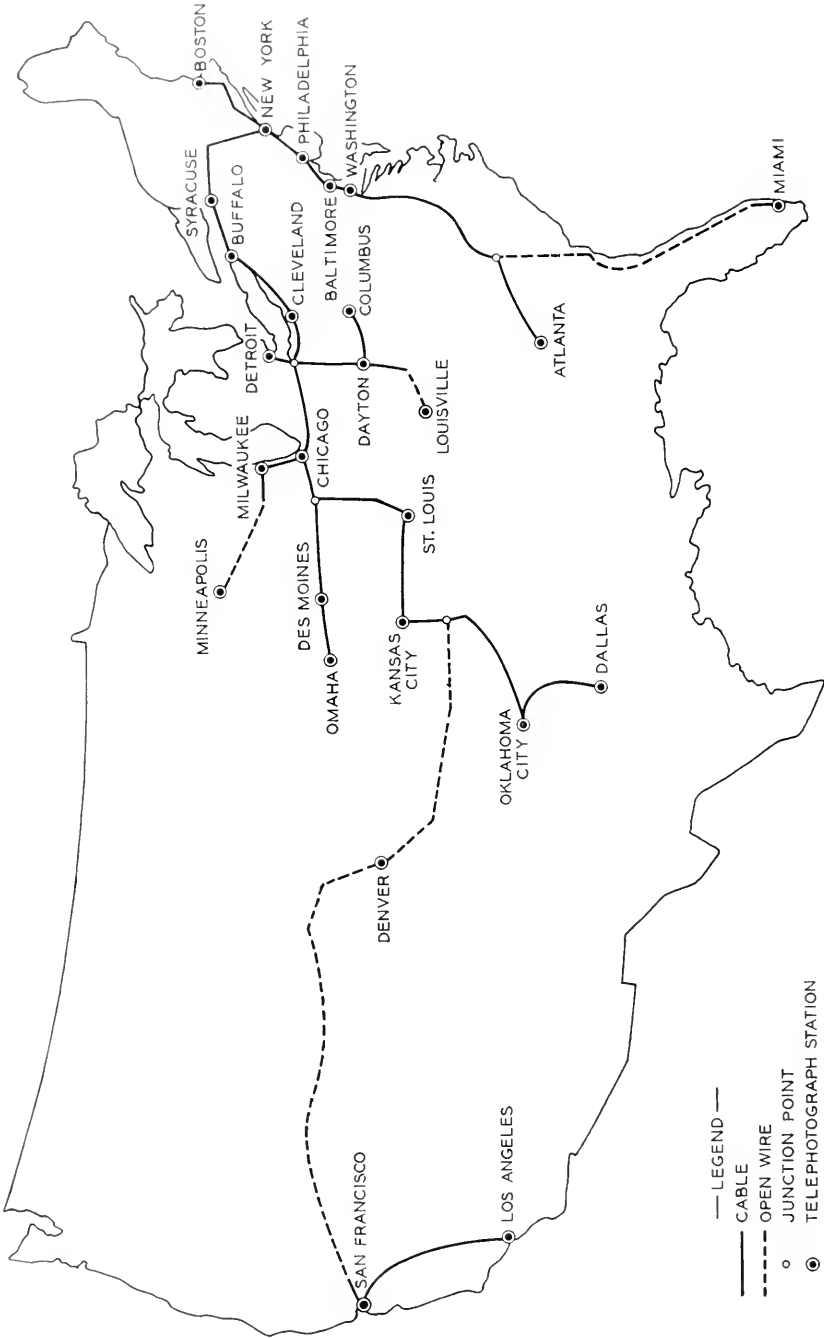 BOSTON
NEW YORK
PHILADELPHIA
WASHINGTON
SYRACUSE
BUFFALO
CLEVELAND
BALTIMORE
COLUMBUS
MIAMI
DETROIT
DAYTON
LOUISVILLE
ATLANTA
MILWAUKEE
CHICAGO
MINNEAPOLIS
DES MOINES
ST. LOUIS
OMAHA
KANSAS
CITY
DALLAS
OKLAHOMA
CITY
DENVER
SAN FRANCISCO
LOS ANGELES
— LEGEND —
CABLE
OPEN WIRE
JUNCTION POINT
TELEPHOTOGRAPH STATION